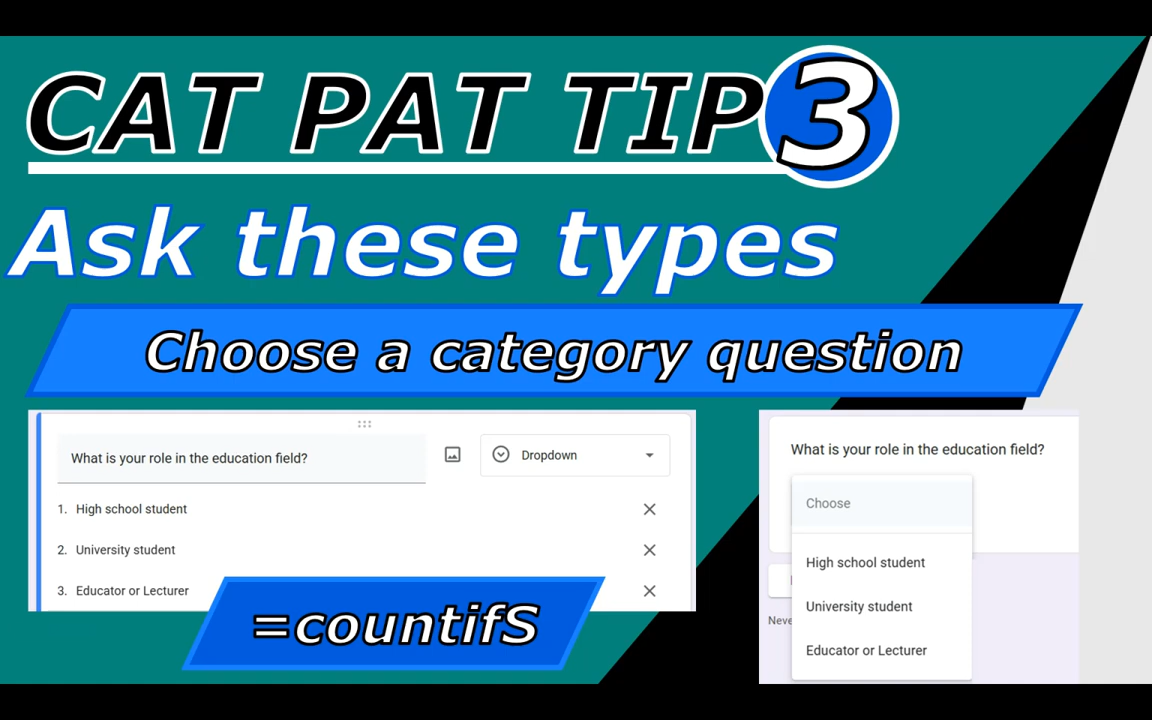 CAT PAT TIP 3
Ask these types
Choose a category question
What is your role in the education field?
Dropdown
1. High school student
2. University student
3. Educator or Lecturer
=countifS
What is your role in the education field?
Choose
High school student
University student
Educator or Lecturer
Neve